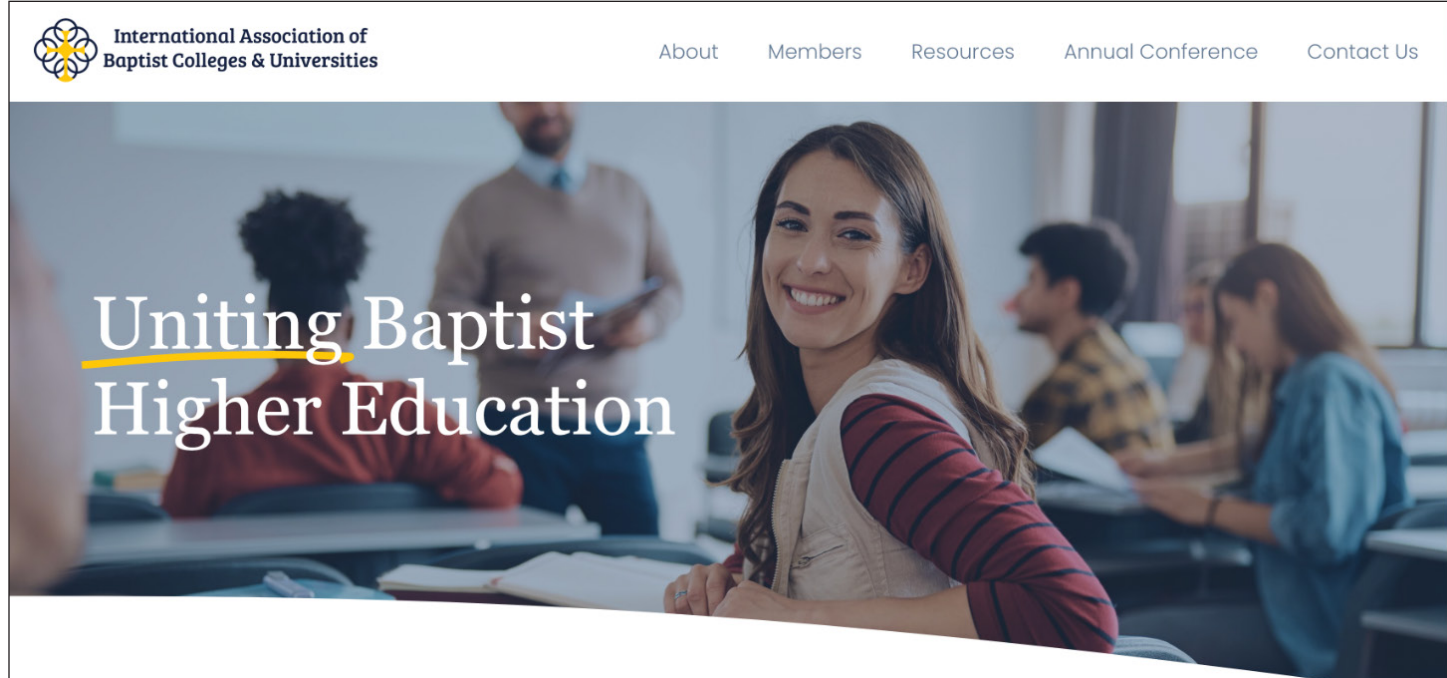 International Association of
Baptist Colleges & Universities
About Members Resources Annual Conference Contact Us
Uniting Baptist
Higher Education